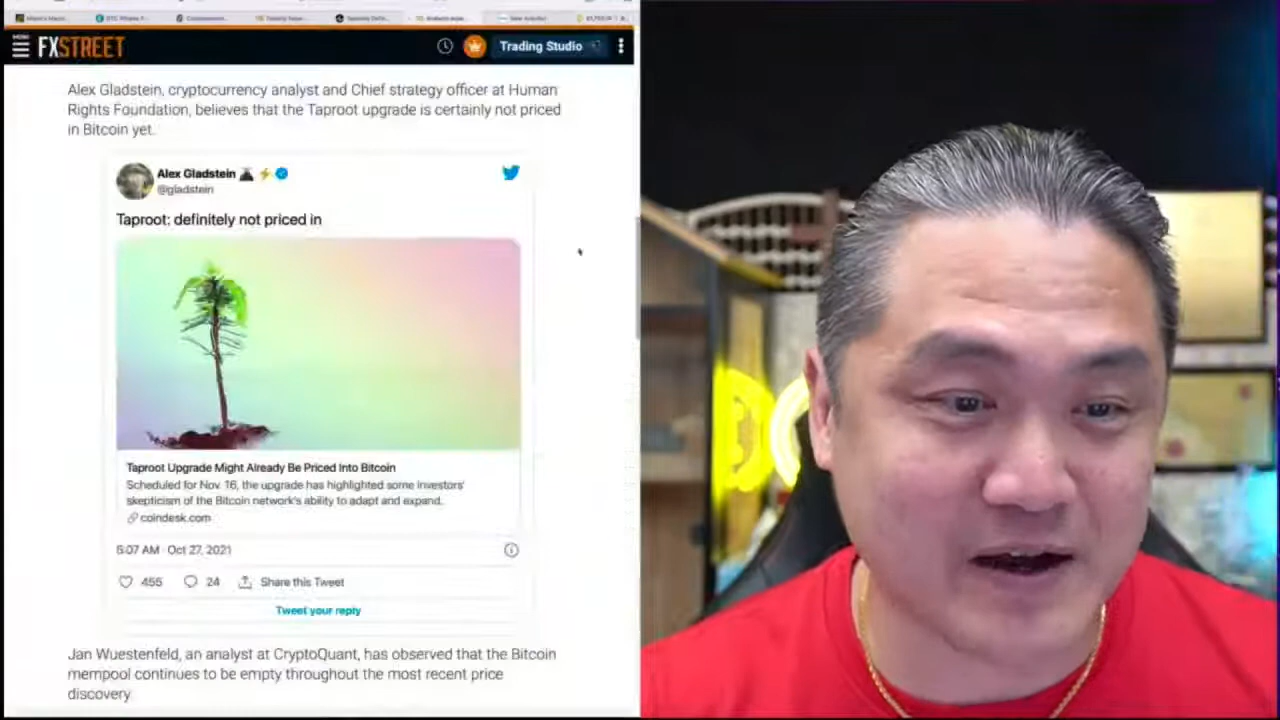 FXSTREET
Trading Studio
Alex Gladstein, cryptocurrency analyst and Chief strategy officer at Human
Rights Foundation, believes that the Taproot upgrade is certainly not priced
in Bitcoin yet.
Alex Gladstein
@gladstein
Taproot: definitely not priced in
Taproot Upgrade Might Already Be Priced Into Bitcoin
Scheduled for Nov. 16, the upgrade has highlighted some investors'
skepticism of the Bitcoin network's ability to adapt and expand.
coindesk.com
6:07 AM · Oct 27, 2021
455
24
Share this Tweet
Tweet your reply
Jan Wuestenfeld, an analyst at CryptoQuant, has observed that the Bitcoin
mempool continues to be empty throughout the most recent price
discovery